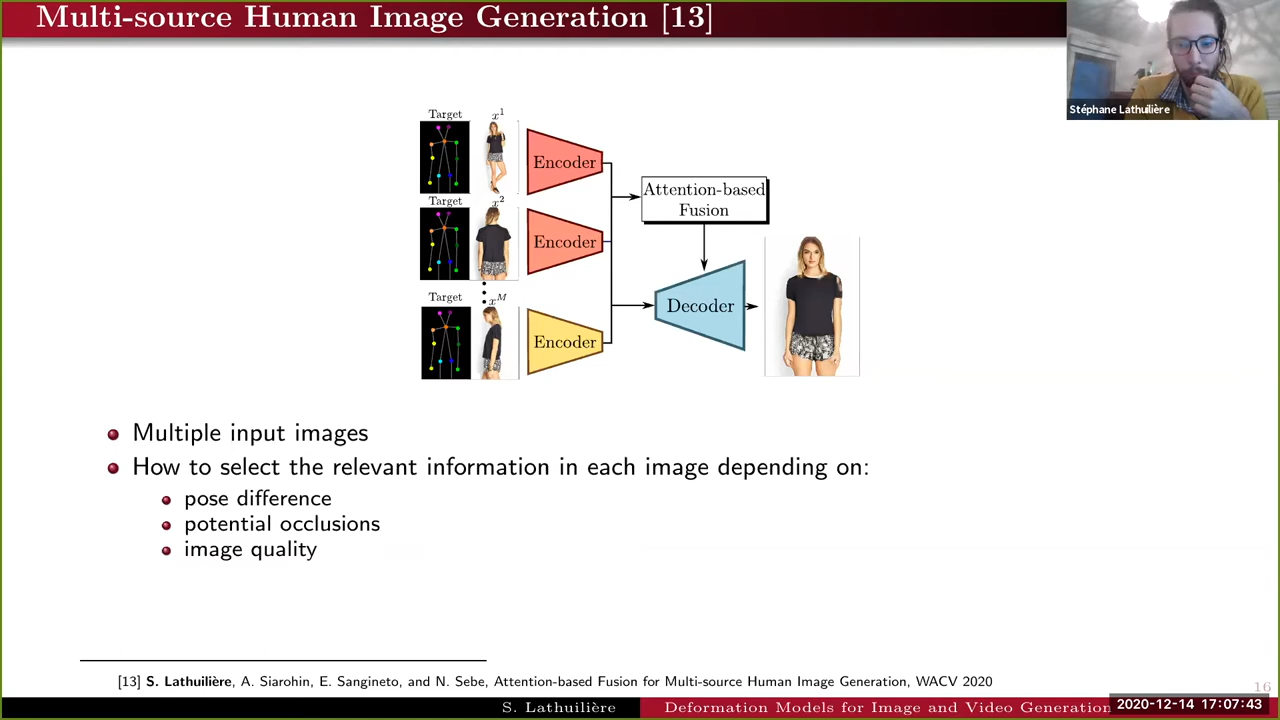 Multi-source Human Image Generation [13]
Stéphane Lathuilière
Target x^1
Encoder
Target x^2
Encoder
Target x^M
Encoder
Attention-based
Fusion
Decoder
Multiple input images
How to select the relevant information in each image depending on:
pose difference
potential occlusions
image quality
[13] S. Lathuilière, A. Siarohin, E. Sangineto, and N. Sebe, Attention-based Fusion for Multi-source Human Image Generation, WACV 2020
16
S. Lathuilière Deformation Models for Image and Video Generation
2020-12-14 17:07:43